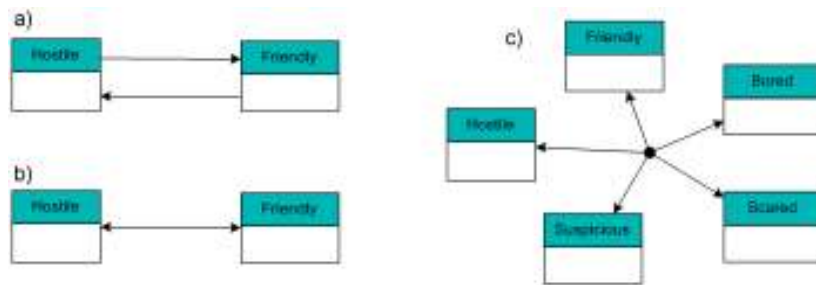 a)
Hostile
Friendly
b)
Hostile
Friendly
c)
Friendly
Bored
Hostile
Suspicious
Scared